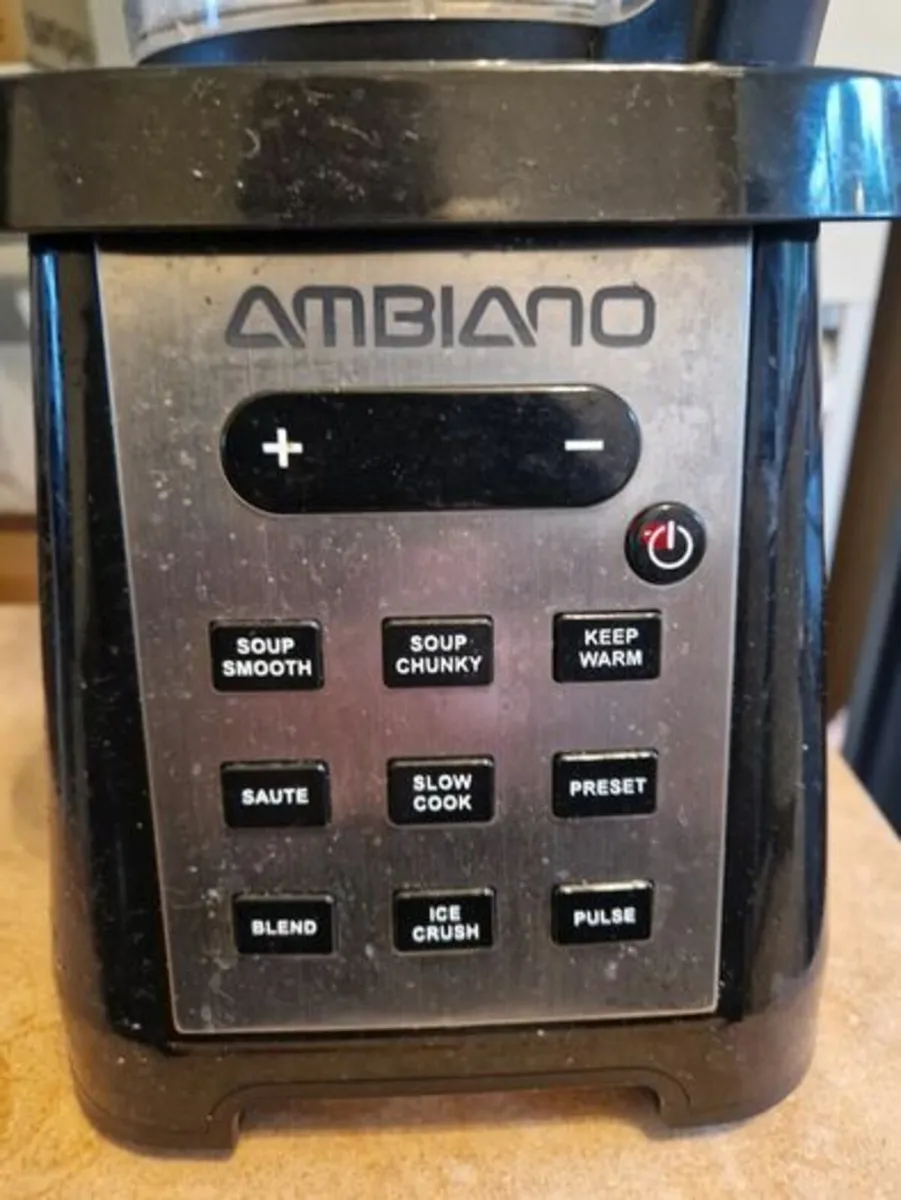 AMBIANO
+ −
SOUP
SMOOTH
SOUP
CHUNKY
KEEP
WARM
SAUTE
SLOW
COOK
PRESET
BLEND
ICE
CRUSH
PULSE